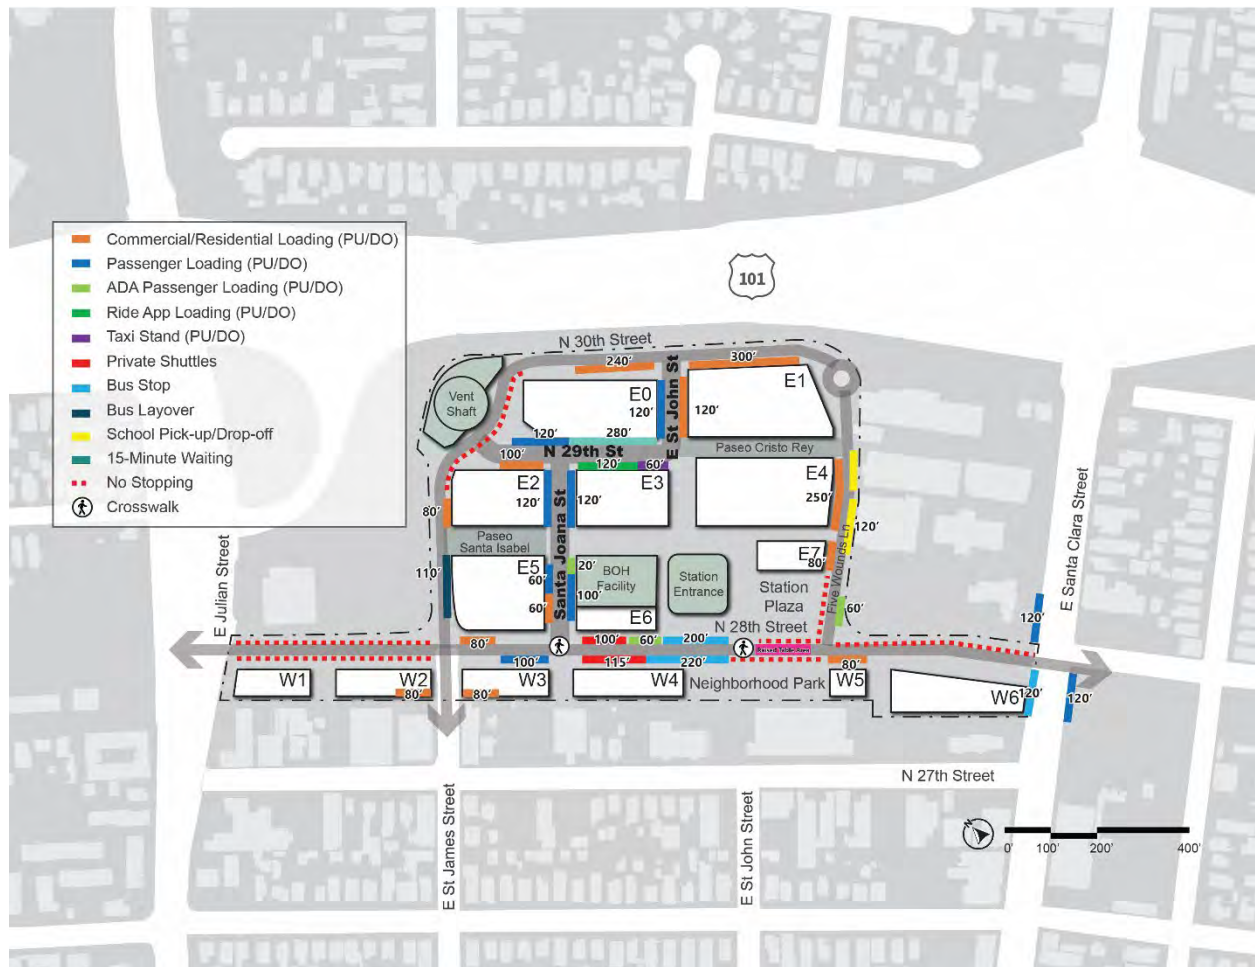 Commercial/Residential Loading (PU/DO)
Passenger Loading (PU/DO)
ADA Passenger Loading (PU/DO)
Ride App Loading (PU/DO)
Taxi Stand (PU/DO)
Private Shuttles
Bus Stop
Bus Layover
School Pick-up/Drop-off
15-Minute Waiting
No Stopping
Crosswalk
101
N 30th Street
240'
300'
E St John St
Vent
Shaft
E0
120'
E1
120'
120'
280'
N 29th St
Paseo Cristo Rey
100'
120'
60'
E2
120'
Santa Joana St
120'
E3
E4
250'
80'
120'
Five Wounds Ln
Paseo
Santa Isabel
110'
E5
60'
60'
20'
100'
BOH
Facility
E6
Station
Entrance
E7
80'
Station
Plaza
60'
N 28th Street
E Julian Street
E Santa Clara Street
120'
80'
100'
60'
200'
Raised Table Area
100'
115'
220'
80'
W1
W2
80'
W3
80'
W4
Neighborhood Park
W5
W6
120'
120'
N 27th Street
E St James Street
E St John Street
N
0'
100'
200'
400'